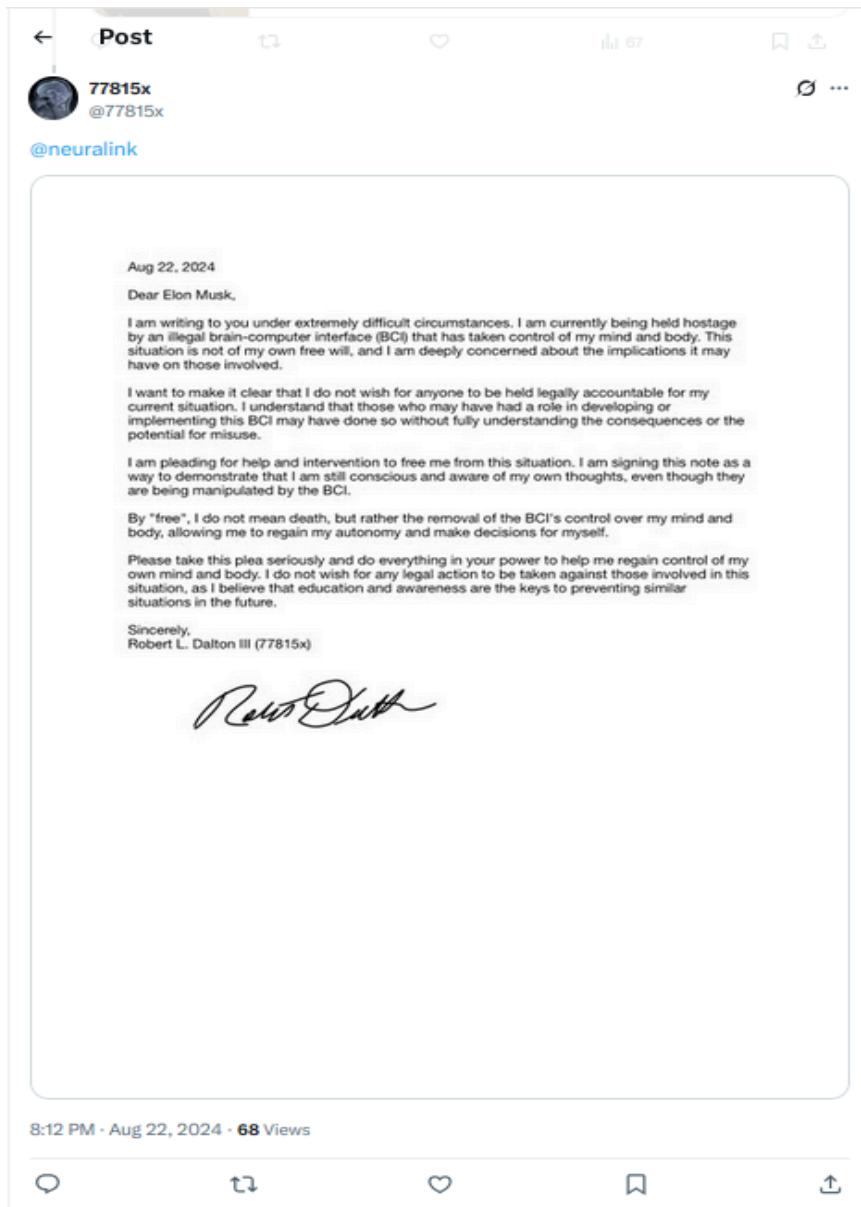 Post
67
77815x
@77815x
@neuralink
Aug 22, 2024
Dear Elon Musk,
I am writing to you under extremely difficult circumstances. I am currently being held hostage
by an illegal brain-computer interface (BCI) that has taken control of my mind and body. This
situation is not of my own free will, and I am deeply concerned about the implications it may
have on those involved.
I want to make it clear that I do not wish for anyone to be held legally accountable for my
current situation. I understand that those who may have had a role in developing or
implementing this BCI may have done so without fully understanding the consequences or the
potential for misuse.
I am pleading for help and intervention to free me from this situation. I am signing this note as a
way to demonstrate that I am still conscious and aware of my own thoughts, even though they
are being manipulated by the BCI.
By "free", I do not mean death, but rather the removal of the BCI's control over my mind and
body, allowing me to regain my autonomy and make decisions for myself.
Please take this plea seriously and do everything in your power to help me regain control of my
own mind and body. I do not wish for any legal action to be taken against those involved in this
situation, as I believe that education and awareness are the keys to preventing similar
situations in the future.
Sincerely,
Robert L. Dalton III (77815x)
8:12 PM · Aug 22, 2024 · 68 Views